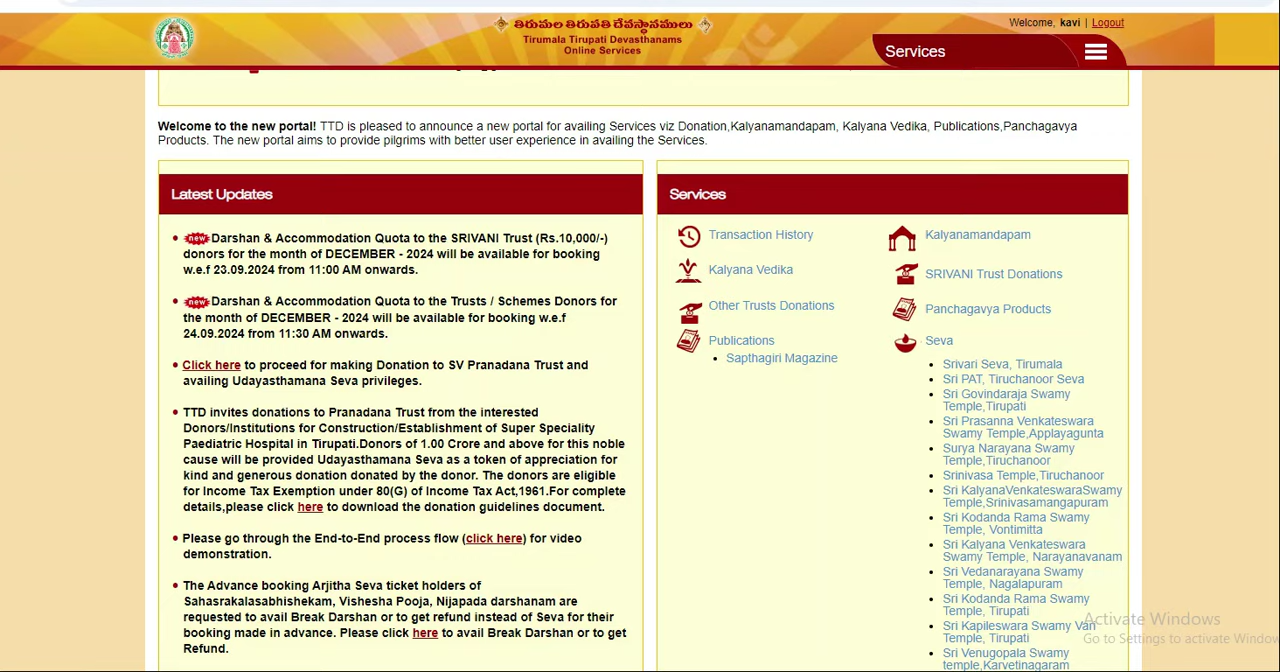 తిరుమల తిరుపతి దేవస్థానములు
Tirumala Tirupati Devasthanams
Online Services
Welcome, kavi | Logout
Services
Welcome to the new portal! TTD is pleased to announce a new portal for availing Services viz Donation,Kalyanamandapam, Kalyana Vedika, Publications,Panchagavya
Products. The new portal aims to provide pilgrims with better user experience in availing the Services.
Latest Updates
new Darshan & Accommodation Quota to the SRIVANI Trust (Rs.10,000/-)
donors for the month of DECEMBER - 2024 will be available for booking
w.e.f 23.09.2024 from 11:00 AM onwards.
new Darshan & Accommodation Quota to the Trusts / Schemes Donors for
the month of DECEMBER - 2024 will be available for booking w.e.f
24.09.2024 from 11:30 AM onwards.
Click here to proceed for making Donation to SV Pranadana Trust and
availing Udayasthamana Seva privileges.
TTD invites donations to Pranadana Trust from the interested
Donors/Institutions for Construction/Establishment of Super Speciality
Paediatric Hospital in Tirupati.Donors of 1.00 Crore and above for this noble
cause will be provided Udayasthamana Seva as a token of appreciation for
kind and generous donation donated by the donor. The donors are eligible
for Income Tax Exemption under 80(G) of Income Tax Act,1961.For complete
details,please click here to download the donation guidelines document.
Please go through the End-to-End process flow (click here) for video
demonstration.
The Advance booking Arjitha Seva ticket holders of
Sahasrakalasabhishekam, Vishesha Pooja, Nijapada darshanam are
requested to avail Break Darshan or to get refund instead of Seva for their
booking made in advance. Please click here to avail Break Darshan or to get
Refund.
Services
Transaction History
Kalyana Vedika
Other Trusts Donations
Publications
Sapthagiri Magazine
Kalyanamandapam
SRIVANI Trust Donations
Panchagavya Products
Seva
Srivari Seva, Tirumala
Sri PAT, Tiruchanoor Seva
Sri Govindaraja Swamy
Temple,Tirupati
Sri Prasanna Venkateswara
Swamy Temple,Applayagunta
Surya Narayana Swamy
Temple,Tiruchanoor
Srinivasa Temple,Tiruchanoor
Sri KalyanaVenkateswaraSwamy
Temple,Srinivasamangapuram
Sri Kodanda Rama Swamy
Temple, Vontimitta
Sri Kalyana Venkateswara
Swamy Temple, Narayanavanam
Sri Vedanarayana Swamy
Temple, Nagalapuram
Sri Kodanda Rama Swamy
Temple, Tirupati
Sri Kapileswara Swamy Van
Temple, Tirupati
Sri Venugopala Swamy
temple,Karvetinagaram
Activate Windows
Go to Settings to activate Window